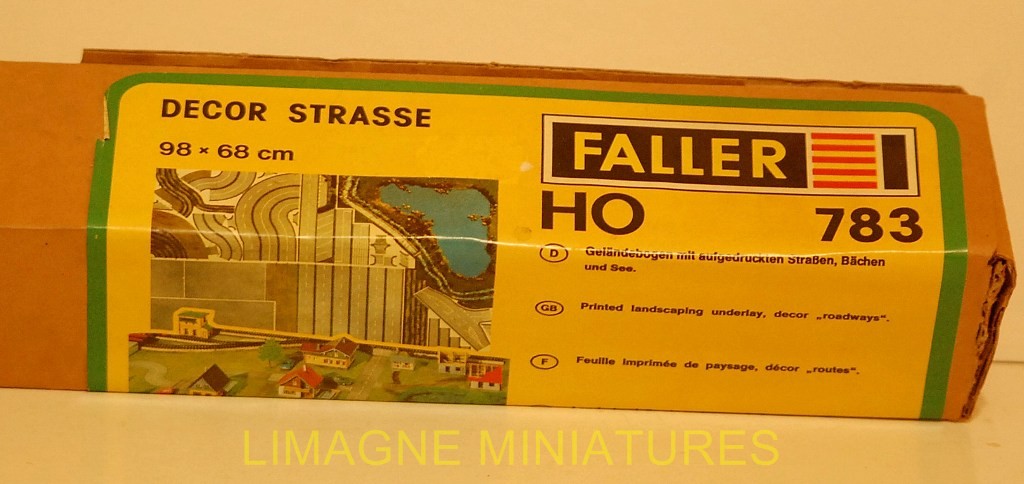 DECOR STRASSE
98 × 68 cm
FALLER
HO 783
D Geländebogen mit aufgedruckten Straßen, Bächen
und See.
GB Printed landscaping underlay, decor „roadways“.
F Feuille imprimée de paysage, décor „routes“.
LIMAGNE MINIATURES